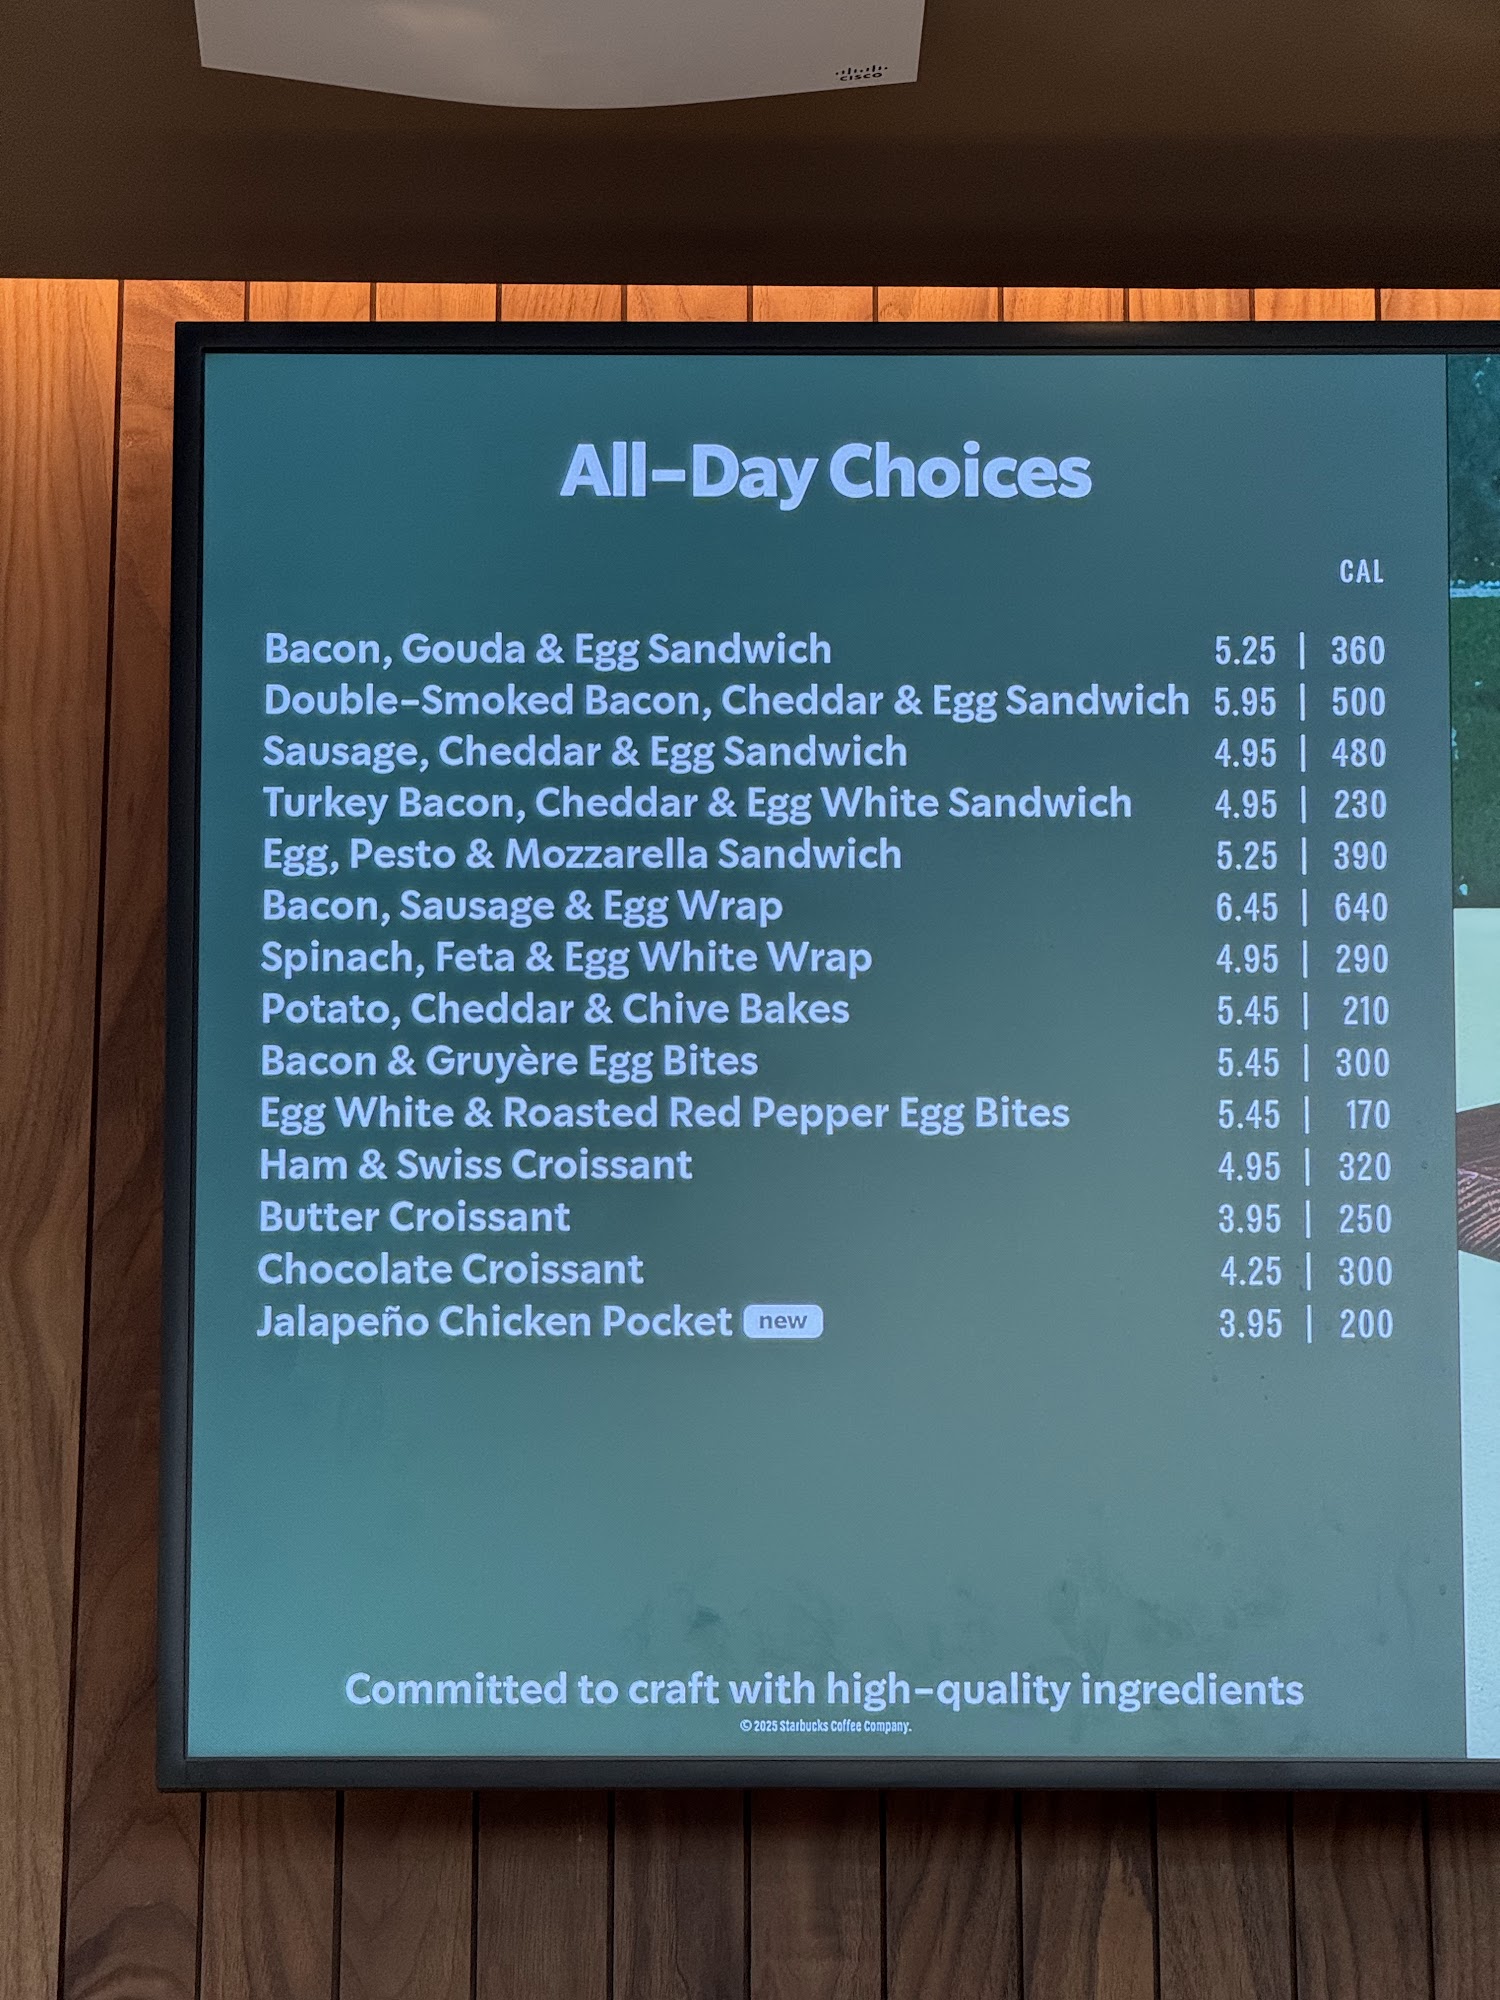 CISCO
All-Day Choices
CAL
Bacon, Gouda & Egg Sandwich 5.25 | 360
Double-Smoked Bacon, Cheddar & Egg Sandwich 5.95 | 500
Sausage, Cheddar & Egg Sandwich 4.95 | 480
Turkey Bacon, Cheddar & Egg White Sandwich 4.95 | 230
Egg, Pesto & Mozzarella Sandwich 5.25 | 390
Bacon, Sausage & Egg Wrap 6.45 | 640
Spinach, Feta & Egg White Wrap 4.95 | 290
Potato, Cheddar & Chive Bakes 5.45 | 210
Bacon & Gruyère Egg Bites 5.45 | 300
Egg White & Roasted Red Pepper Egg Bites 5.45 | 170
Ham & Swiss Croissant 4.95 | 320
Butter Croissant 3.95 | 250
Chocolate Croissant 4.25 | 300
Jalapeño Chicken Pocket new 3.95 | 200
Committed to craft with high-quality ingredients
© 2025 Starbucks Coffee Company.